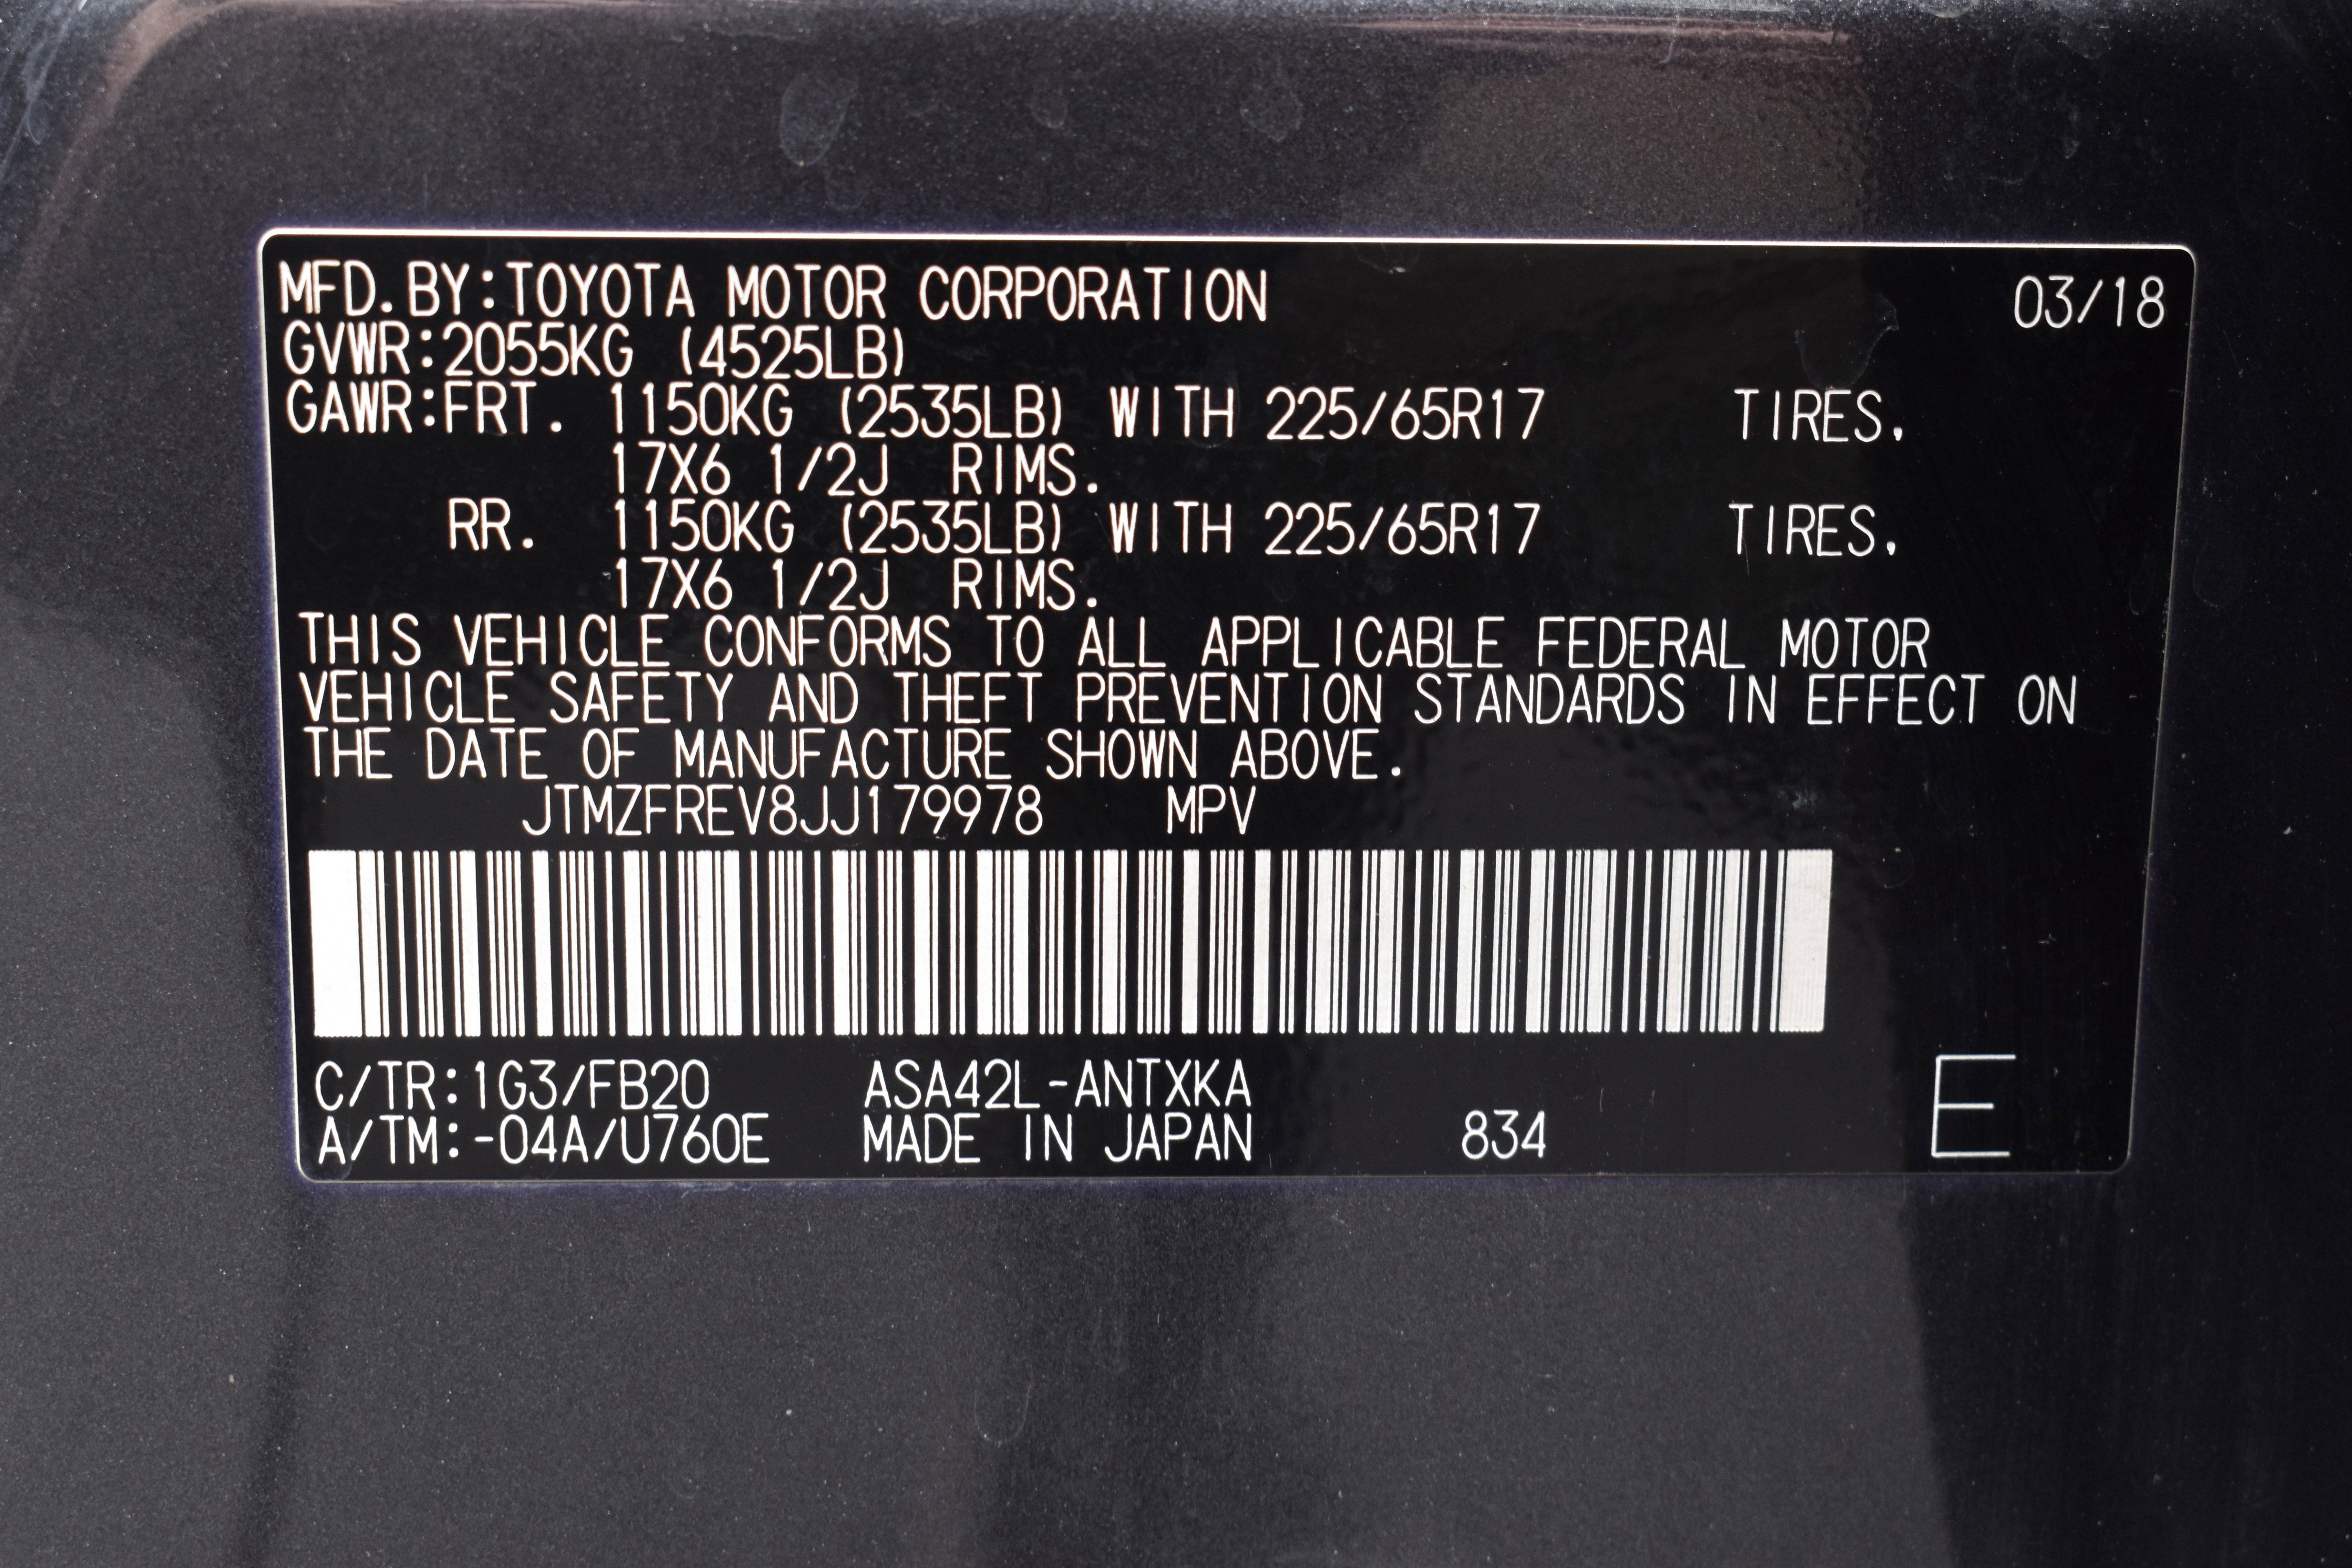 MFD.BY:TOYOTA MOTOR CORPORATION 03/18
GVWR:2055KG (4525LB)
GAWR:FRT. 1150KG (2535LB) WITH 225/65R17 TIRES.
17X6 1/2J RIMS.
RR. 1150KG (2535LB) WITH 225/65R17 TIRES.
17X6 1/2J RIMS.
THIS VEHICLE CONFORMS TO ALL APPLICABLE FEDERAL MOTOR
VEHICLE SAFETY AND THEFT PREVENTION STANDARDS IN EFFECT ON
THE DATE OF MANUFACTURE SHOWN ABOVE.
JTMZFREV8JJ179978 MPV
C/TR:1G3/FB20 ASA42L-ANTXKA
A/TM:-04A/U760E MADE IN JAPAN 834 E